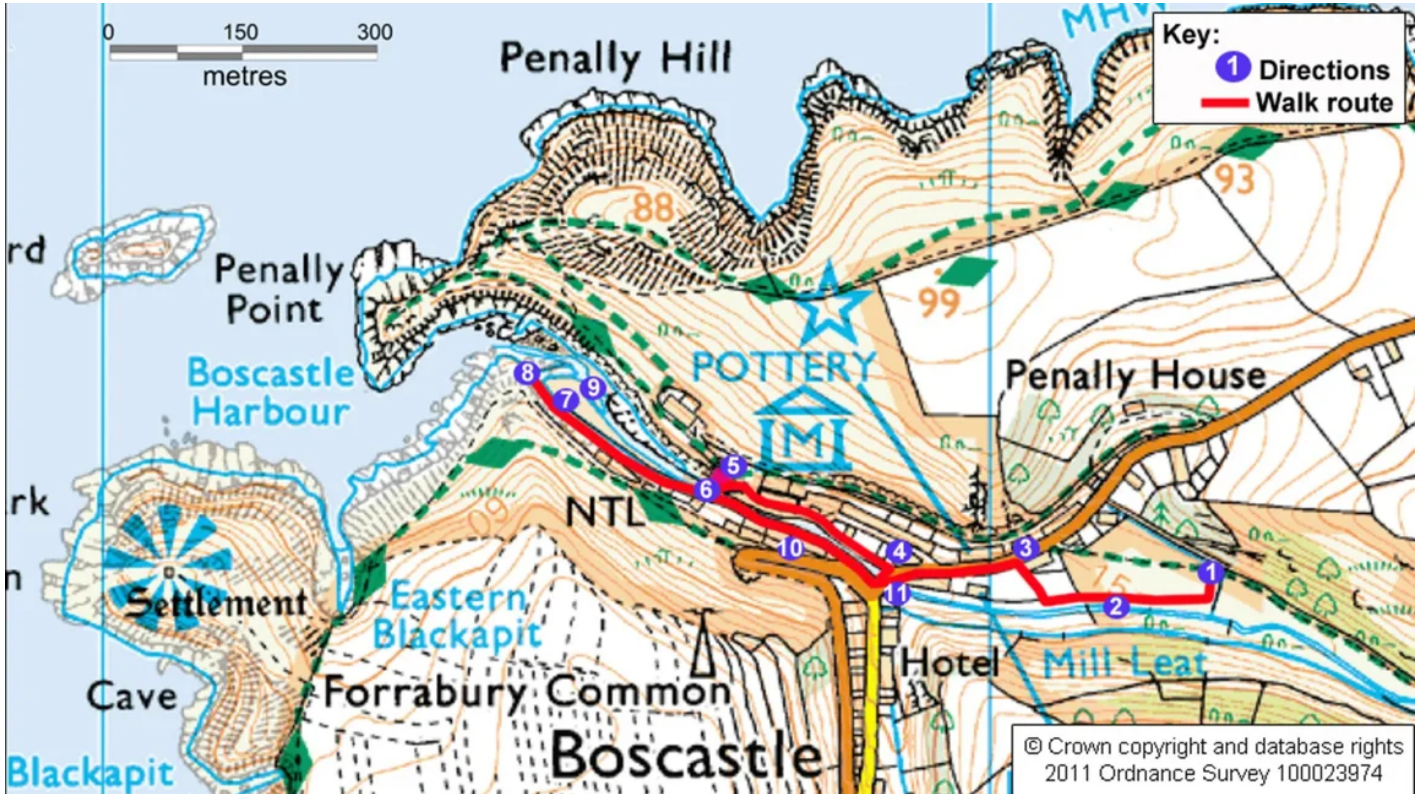 0 150 300
metres
Penally Hill
MHW
Key:
1 Directions
Walk route
88
93
rd
Penally
Point
99
Boscastle
Harbour
POTTERY
M
Penally House
8
7
9
5
6
rk
NTL
60
10
4
3
11
1
15
2
n
Settlement
Eastern
Blackapit
Hotel
Mill Leat
Cave
Forrabury Common
Boscastle
Blackapit
© Crown copyright and database rights
2011 Ordnance Survey 100023974